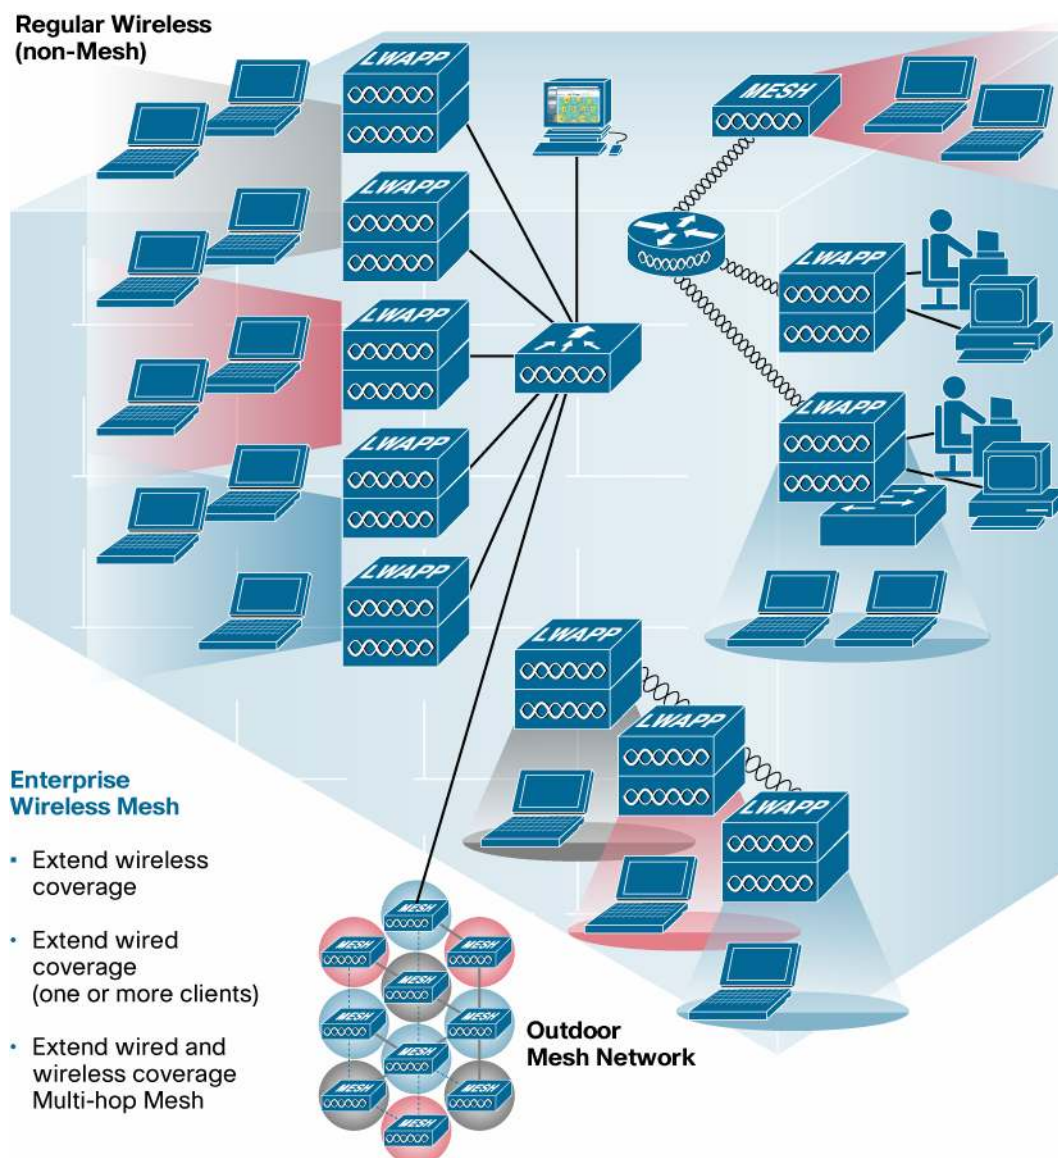 Regular Wireless
(non-Mesh)
LWAPP
MESH
LWAPP
LWAPP
LWAPP
LWAPP
LWAPP
LWAPP
LWAPP
LWAPP
LWAPP
Enterprise
Wireless Mesh
▪ Extend wireless
coverage
• Extend wired
coverage
(one or more clients)
• Extend wired and
wireless coverage
Multi-hop Mesh
MESH
MESH
MESH
MESH
MESH
MESH
MESH
MESH
MESH
MESH
Outdoor
Mesh Network